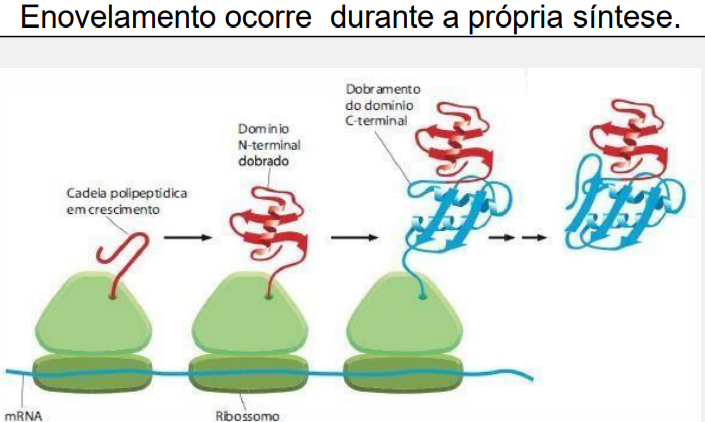 Enovelamento ocorre durante a própria síntese.
Dobramento
do domínio
C-terminal
Domínio
N-terminal
dobrado
Cadeia polipeptídica
em crescimento
mRNA
Ribossomo